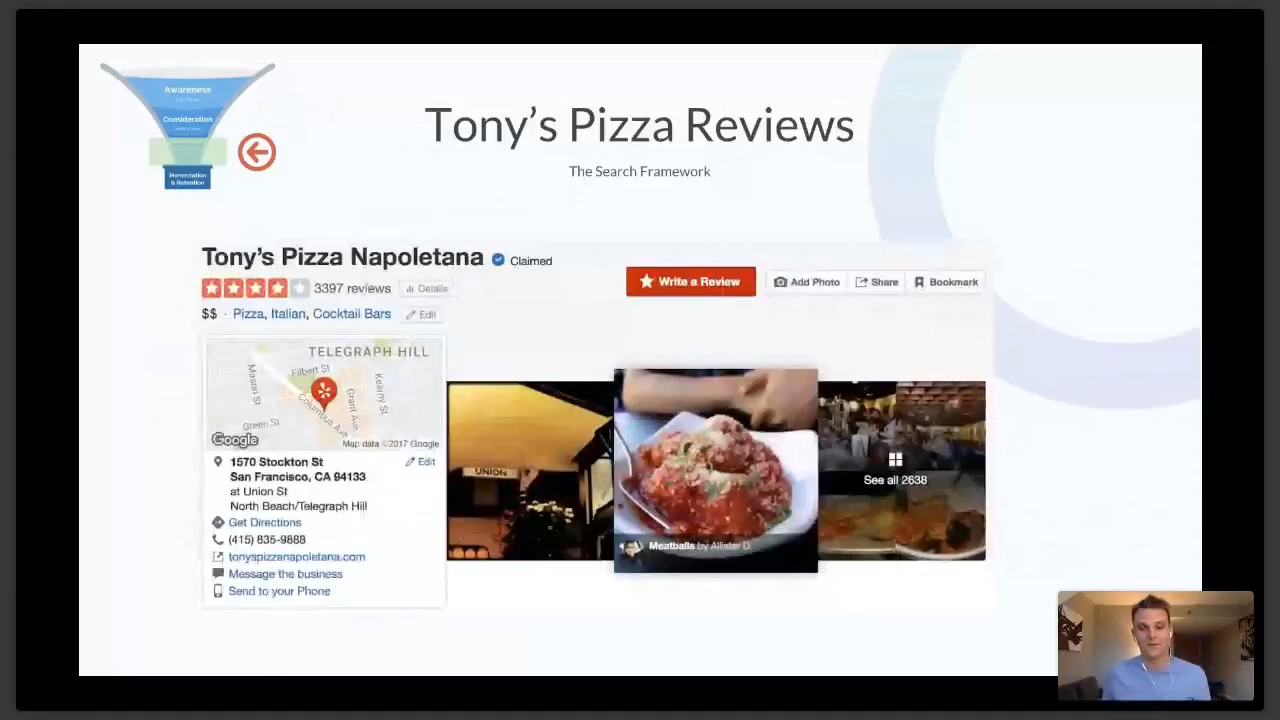 Awareness
Consideration
Monetization
& Retention
Tony's Pizza Reviews
The Search Framework
Tony's Pizza Napoletana
Claimed
3397 reviews
Details
$$ · Pizza, Italian, Cocktail Bars
Edit
Write a Review
Add Photo
Share
Bookmark
TELEGRAPH HILL
Filbert St
Mason St
Kearny St
Grant Ave
Columbus Ave
Green St
Google
Map data ©2017 Google
1570 Stockton St
Edit
San Francisco, CA 94133
at Union St
North Beach/Telegraph Hill
Get Directions
(415) 835-9888
tonyspizzanapoletana.com
Message the business
Send to your Phone
UNION
Meatballs by Allister D.
See all 2638